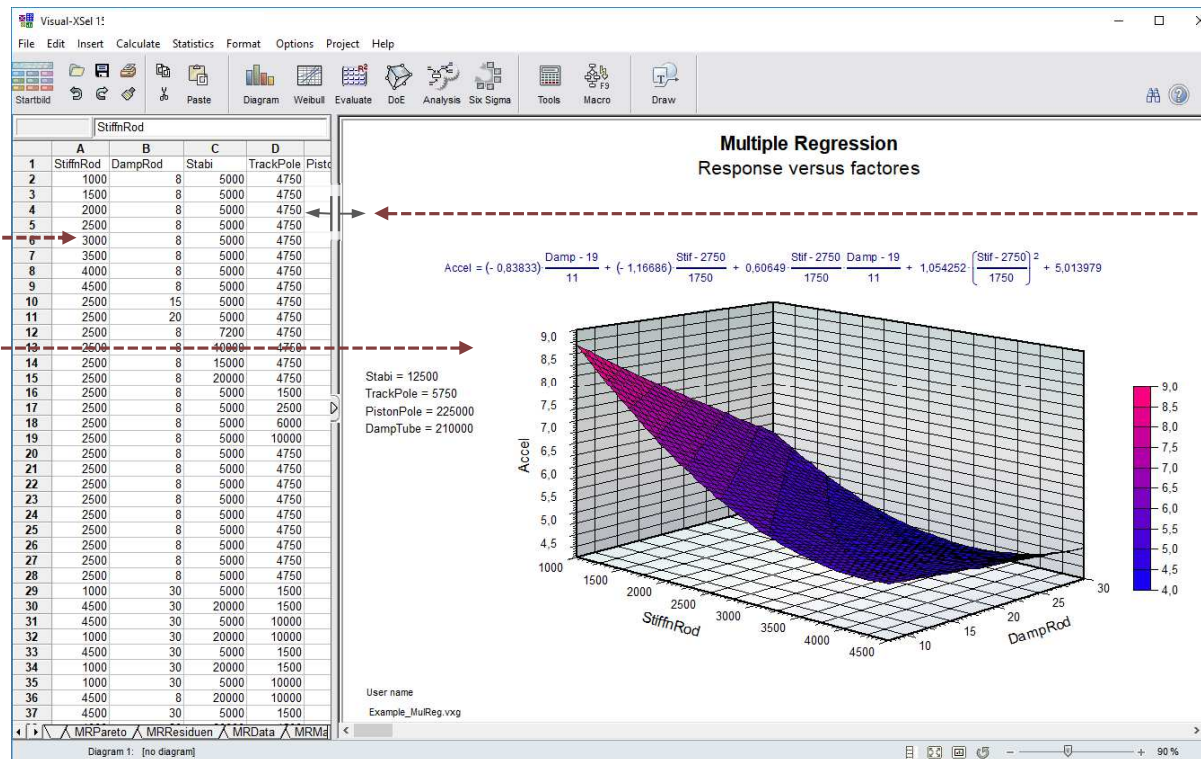 Visual-XSel 15
File Edit Insert Calculate Statistics Format Options Project Help
Startbild Paste Diagram Weibull Evaluate DoE Analysis Six Sigma Tools Macro Draw
StiffnRod
A B C D
1 StiffnRod DampRod Stabi TrackPole Pisto
2 1000 8 5000 4750
3 1500 8 5000 4750
4 2000 8 5000 4750
5 2500 8 5000 4750
6 3000 8 5000 4750
7 3500 8 5000 4750
8 4000 8 5000 4750
9 4500 8 5000 4750
10 2500 15 5000 4750
11 2500 20 5000 4750
12 2500 8 7200 4750
13 2500 8 10000 4750
14 2500 8 15000 4750
15 2500 8 20000 4750
16 2500 8 5000 1500
17 2500 8 5000 2500
18 2500 8 5000 6000
19 2500 8 5000 10000
20 2500 8 5000 4750
21 2500 8 5000 4750
22 2500 8 5000 4750
23 2500 8 5000 4750
24 2500 8 5000 4750
25 2500 8 5000 4750
26 2500 8 5000 4750
27 2500 8 5000 4750
28 2500 8 5000 4750
29 1000 30 5000 1500
30 4500 30 20000 1500
31 4500 30 5000 10000
32 1000 30 20000 10000
33 4500 30 5000 1500
34 1000 30 20000 1500
35 1000 30 5000 10000
36 4500 8 20000 10000
37 4500 30 5000 1500
MRPareto MRResiduen MRData MRMa
Multiple Regression
Response versus factores
Accel = (- 0,83833)· Damp - 19 / 11 + (- 1,16686)· Stif - 2750 / 1750 + 0,60649· Stif - 2750 / 1750 · Damp - 19 / 11 + 1,054252· (Stif - 2750 / 1750)² + 5,013979
Stabi = 12500
TrackPole = 5750
PistonPole = 225000
DampTube = 210000
Accel
9,0
8,5
8,0
7,5
7,0
6,5
6,0
5,5
5,0
4,5
1000 1500 2000 2500 3000 3500 4000 4500
StiffnRod
10 15 20 25 30
DampRod
9,0
8,5
8,0
7,5
7,0
6,5
6,0
5,5
5,0
4,5
4,0
User name
Example_MulReg.vxg
Diagram 1: [no diagram]
90 %